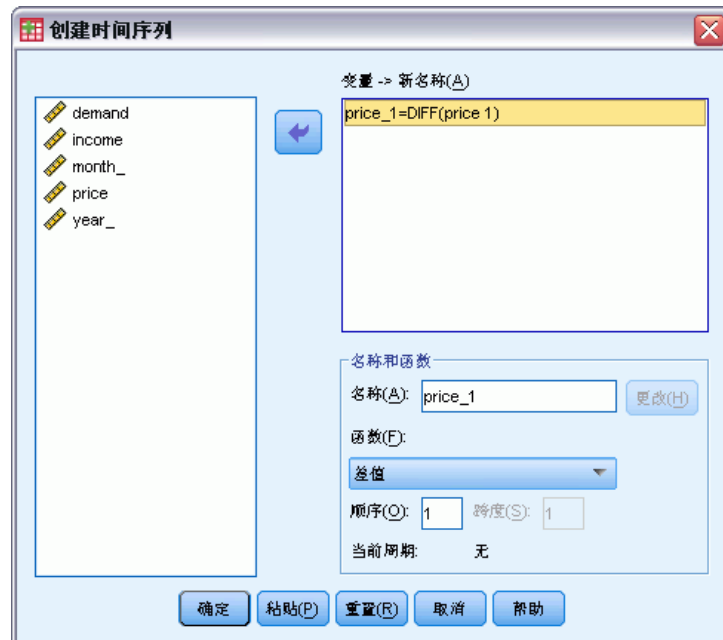 创建时间序列
变量 -> 新名称(A)
demand
income
month_
price
year_
price_1=DIFF(price 1)
名称和函数
名称(A): price_1 更改(H)
函数(F):
差值
顺序(O): 1 跨度(S): 1
当前周期: 无
确定 粘贴(P) 重置(R) 取消 帮助